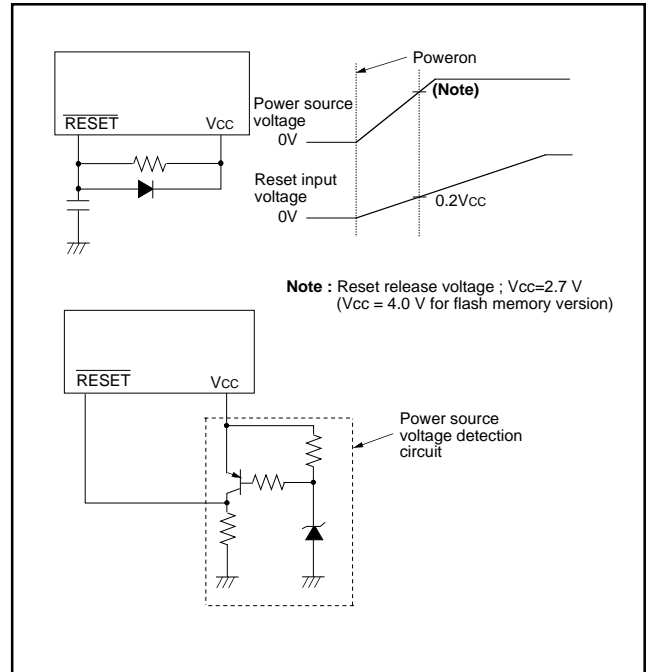 Poweron
(Note)
Power source
voltage
0V
RESET
Vcc
Reset input
voltage
0V
0.2Vcc
Note : Reset release voltage ; Vcc=2.7 V
(Vcc = 4.0 V for flash memory version)
RESET
Vcc
Power source
voltage detection
circuit